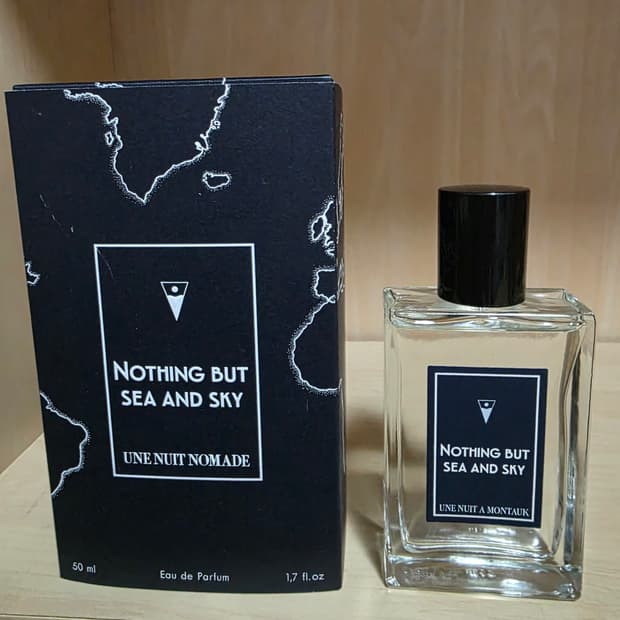 NOTHING BUT
SEA AND SKY
UNE NUIT NOMADE
50 ml
Eau de Parfum
1,7 fl.oz
NOTHING BUT
SEA AND SKY
UNE NUIT A MONTAUK